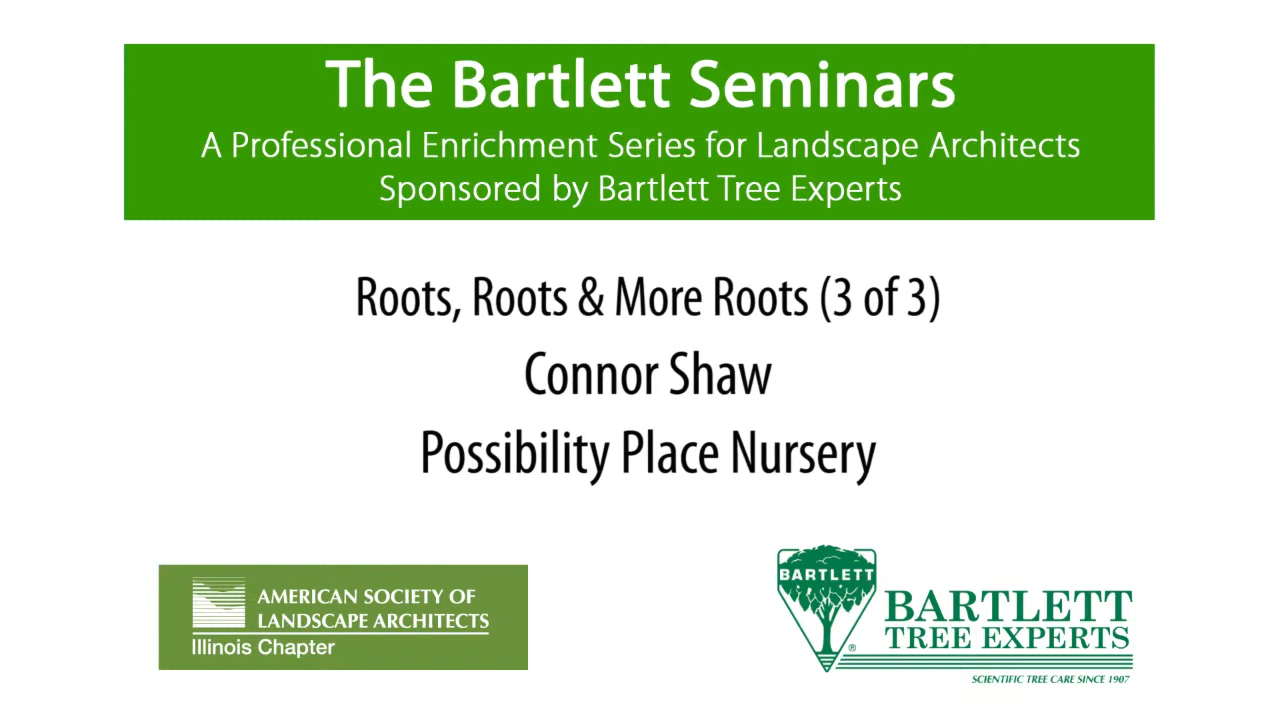 The Bartlett Seminars
A Professional Enrichment Series for Landscape Architects
Sponsored by Bartlett Tree Experts
Roots, Roots & More Roots (3 of 3)
Connor Shaw
Possibility Place Nursery
AMERICAN SOCIETY OF
LANDSCAPE ARCHITECTS
Illinois Chapter
BARTLETT
®
BARTLETT
TREE EXPERTS
SCIENTIFIC TREE CARE SINCE 1907